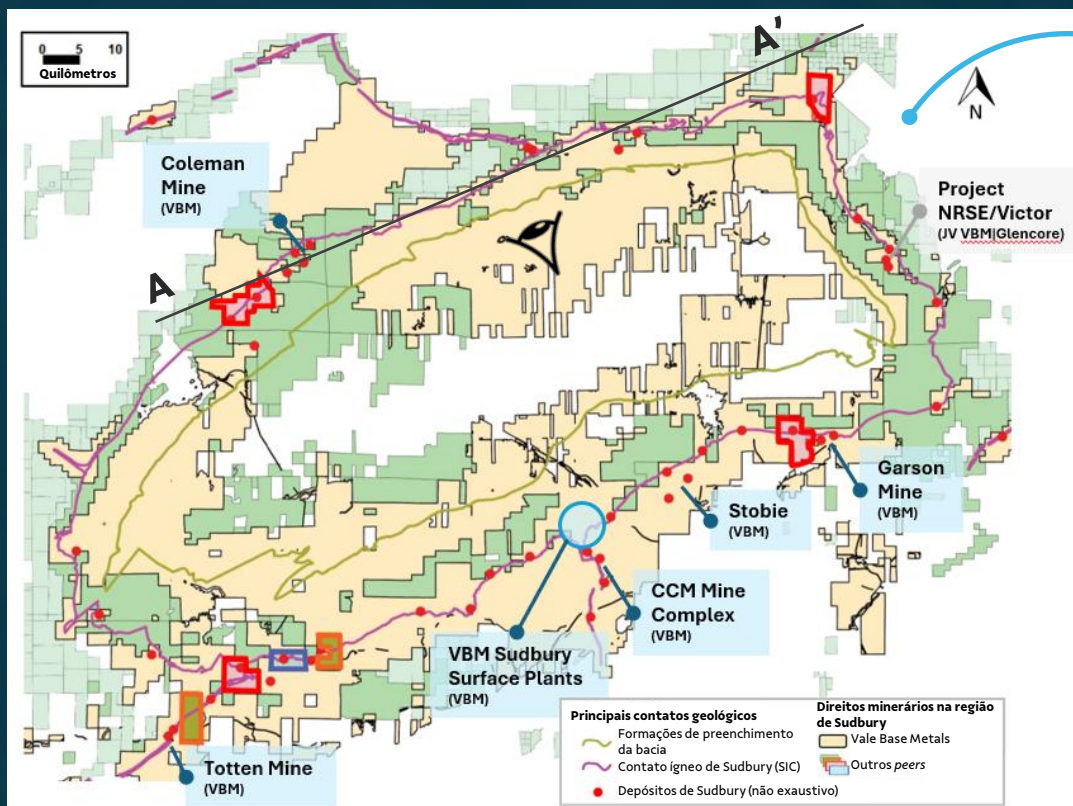 0 5 10
Quilômetros
A'
N
Coleman
Mine
(VBM)
Project
NRSE/Victor
(JV VBM|Glencore)
A
Garson
Mine
(VBM)
Stobie
(VBM)
CCM Mine
Complex
(VBM)
VBM Sudbury
Surface Plants
(VBM)
Totten Mine
(VBM)
Principais contatos geológicos
Formações de preenchimento
da bacia
Contato ígneo de Sudbury (SIC)
Depósitos de Sudbury (não exaustivo)
Direitos minerários na região
de Sudbury
Vale Base Metals
Outros peers